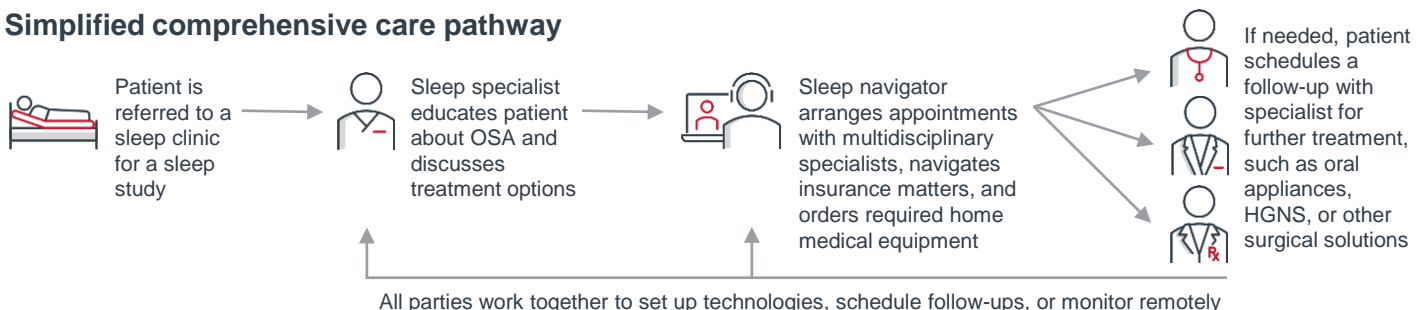 Simplified comprehensive care pathway
Patient is
referred to a
sleep clinic
for a sleep
study
Sleep specialist
educates patient
about OSA and
discusses
treatment options
Sleep navigator
arranges appointments
with multidisciplinary
specialists, navigates
insurance matters, and
orders required home
medical equipment
If needed, patient
schedules a
follow-up with
specialist for
further treatment,
such as oral
appliances,
HGNS, or other
surgical solutions
Rx
All parties work together to set up technologies, schedule follow-ups, or monitor remotely